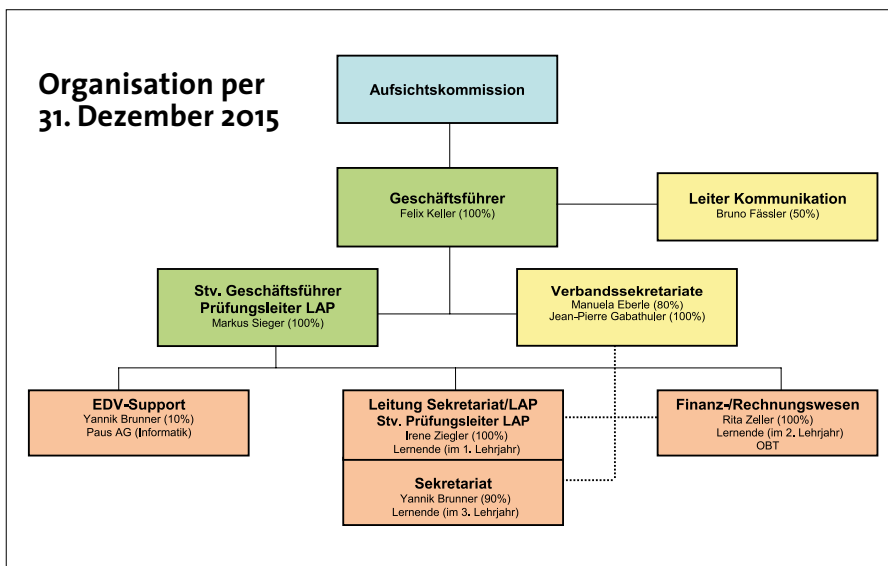 Organisation per
31. Dezember 2015
Aufsichtskommission
Geschäftsführer
Felix Keller (100%)
Leiter Kommunikation
Bruno Fässler (50%)
Stv. Geschäftsführer
Prüfungsleiter LAP
Markus Sieger (100%)
Verbandssekretariate
Manuela Eberle (80%)
Jean-Pierre Gabathuler (100%)
EDV-Support
Yannik Brunner (10%)
Paus AG (Informatik)
Leitung Sekretariat/LAP
Stv. Prüfungsleiter LAP
Irene Ziegler (100%)
Lernende (im 1. Lehrjahr)
Finanz-/Rechnungswesen
Rita Zeller (100%)
Lernende (im 2. Lehrjahr)
OBT
Sekretariat
Yannik Brunner (90%)
Lernende (im 3. Lehrjahr)